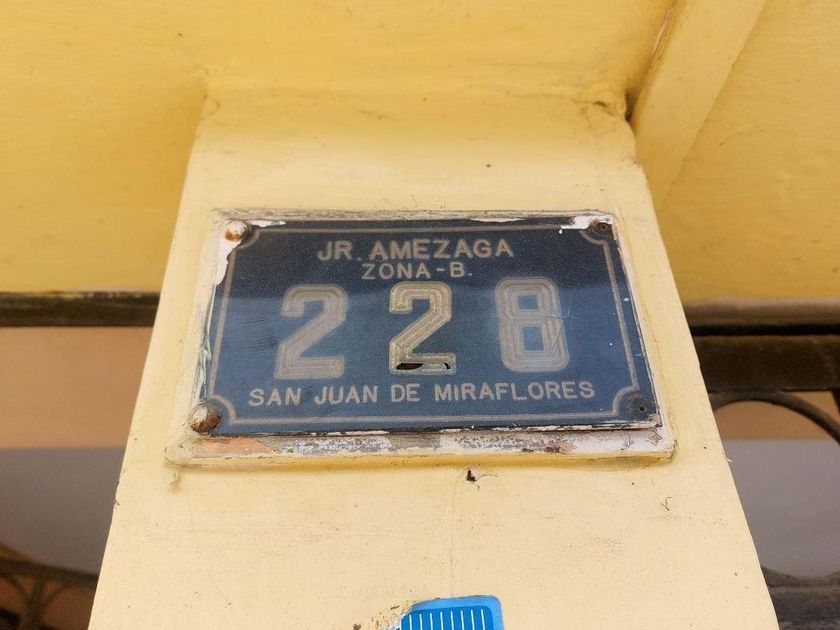 JR. AMEZAGA
ZONA-B.
228
SAN JUAN DE MIRAFLORES